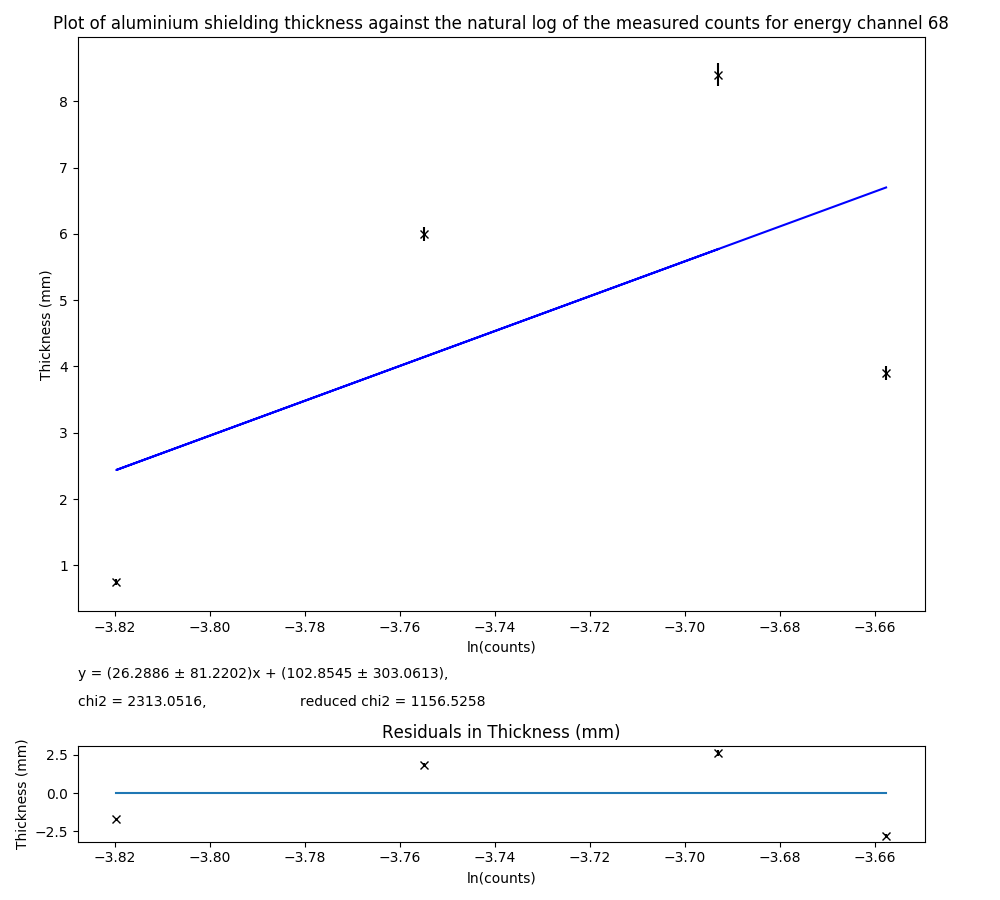 Plot of aluminium shielding thickness against the natural log of the measured counts for energy channel 68
8
7
6
5
4
3
2
1
Thickness (mm)
−3.82 −3.80 −3.78 −3.76 −3.74 −3.72 −3.70 −3.68 −3.66
ln(counts)
y = (26.2886 ± 81.2202)x + (102.8545 ± 303.0613),
chi2 = 2313.0516, reduced chi2 = 1156.5258
Residuals in Thickness (mm)
2.5
0.0
−2.5
Thickness (mm)
−3.82 −3.80 −3.78 −3.76 −3.74 −3.72 −3.70 −3.68 −3.66
ln(counts)